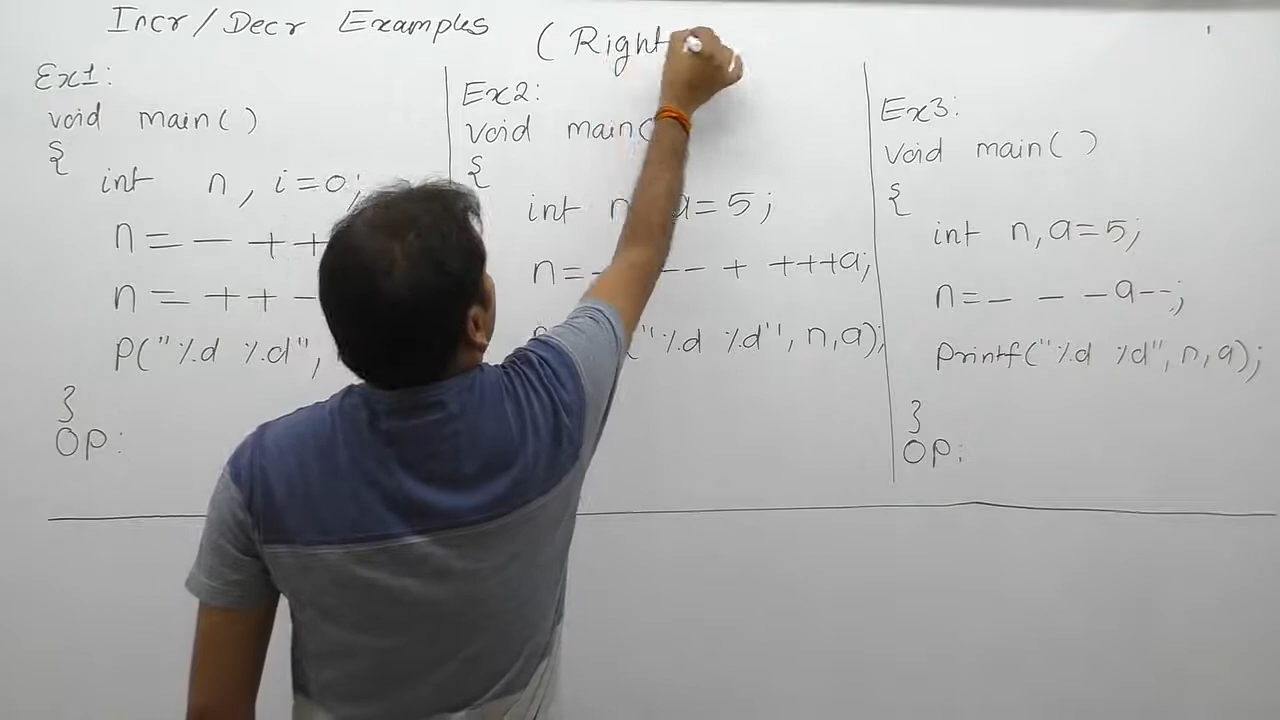 Incr/Decr Examples (Right
Ex1:
void main( )
{
int n, i=0;
n = - ++
n = ++ -
P("%d %d",
}
OP:
Ex2:
void main(
{
int n, a=5;
n= -- + +++a;
"%d %d", n,a);
Ex3:
void main( )
{
int n,a=5;
n=- - -a--;
printf("%d %d", n,a);
}
OP: